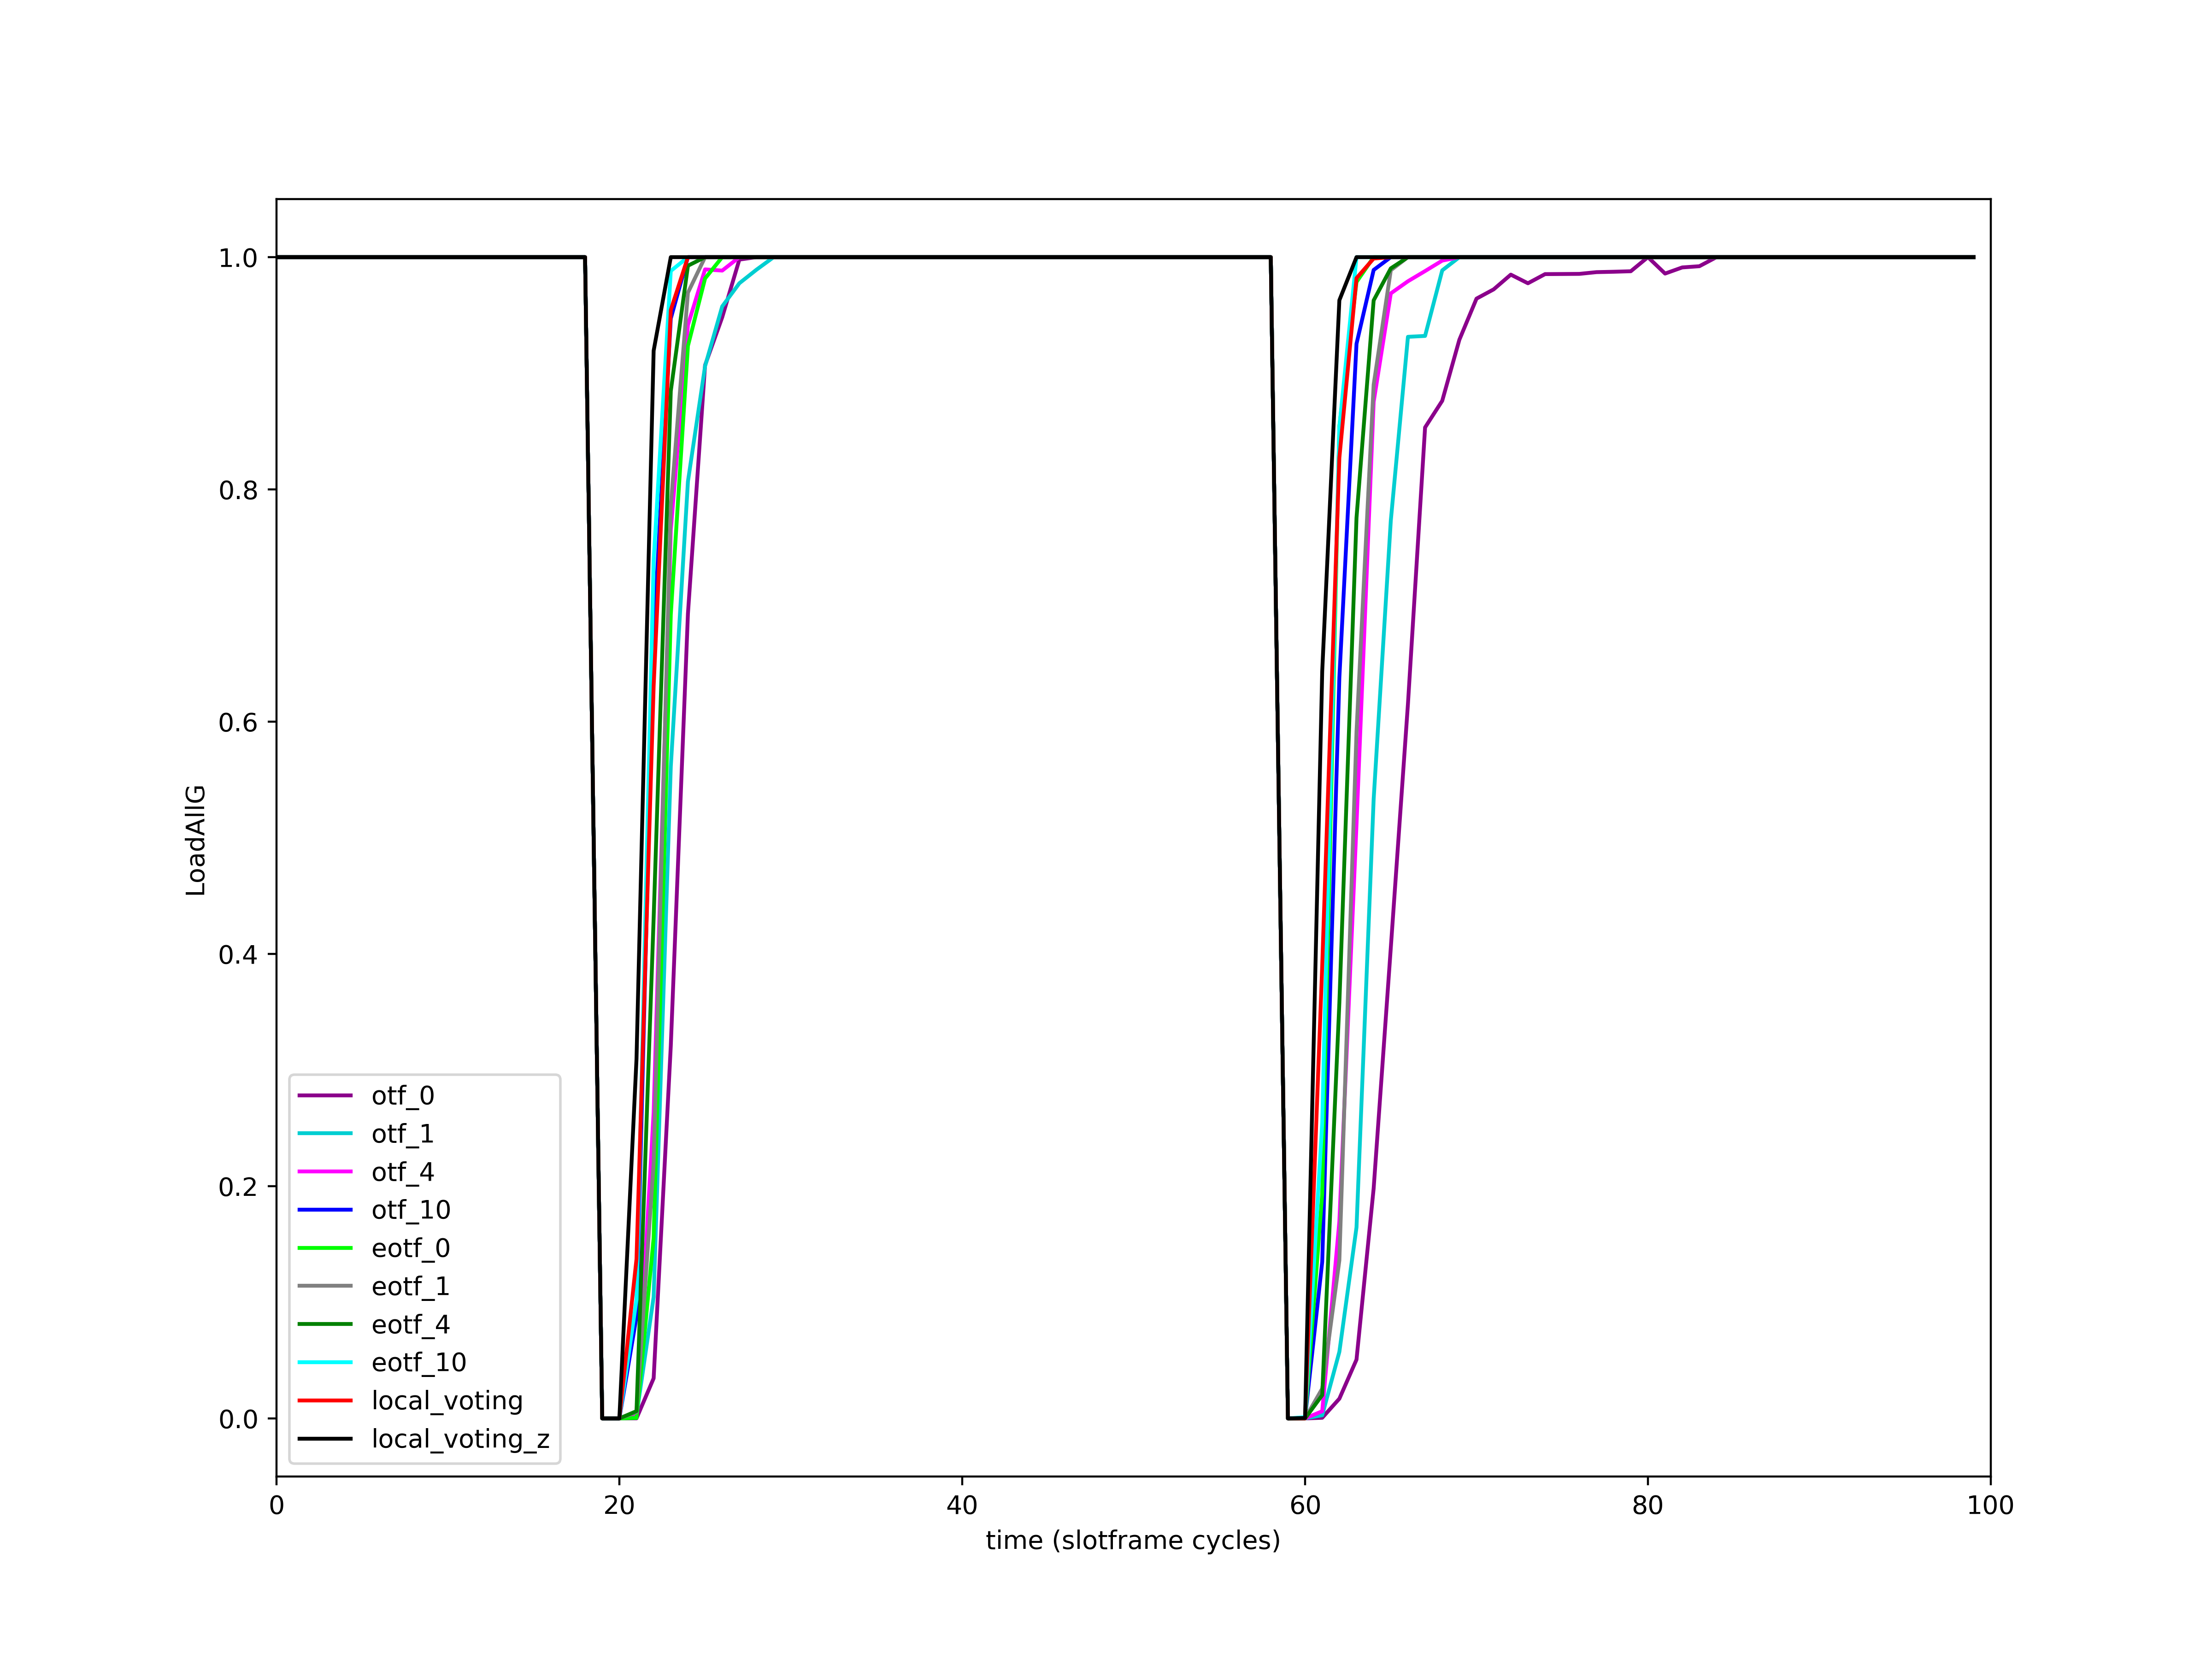 1.0
0.8
0.6
0.4
0.2
0.0
LoadAllG
otf_0
otf_1
otf_4
otf_10
eotf_0
eotf_1
eotf_4
eotf_10
local_voting
local_voting_z
0 20 40 60 80 100
time (slotframe cycles)